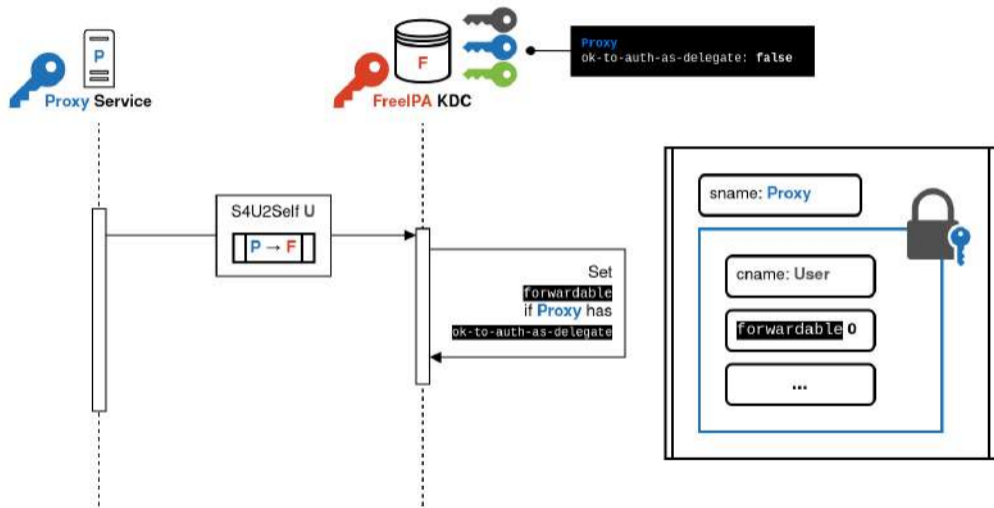 P
Proxy Service
F
FreeIPA KDC
Proxy
ok-to-auth-as-delegate: false
S4U2Self U
P → F
Set
forwardable
if Proxy has
ok-to-auth-as-delegate
sname: Proxy
cname: User
forwardable 0
...